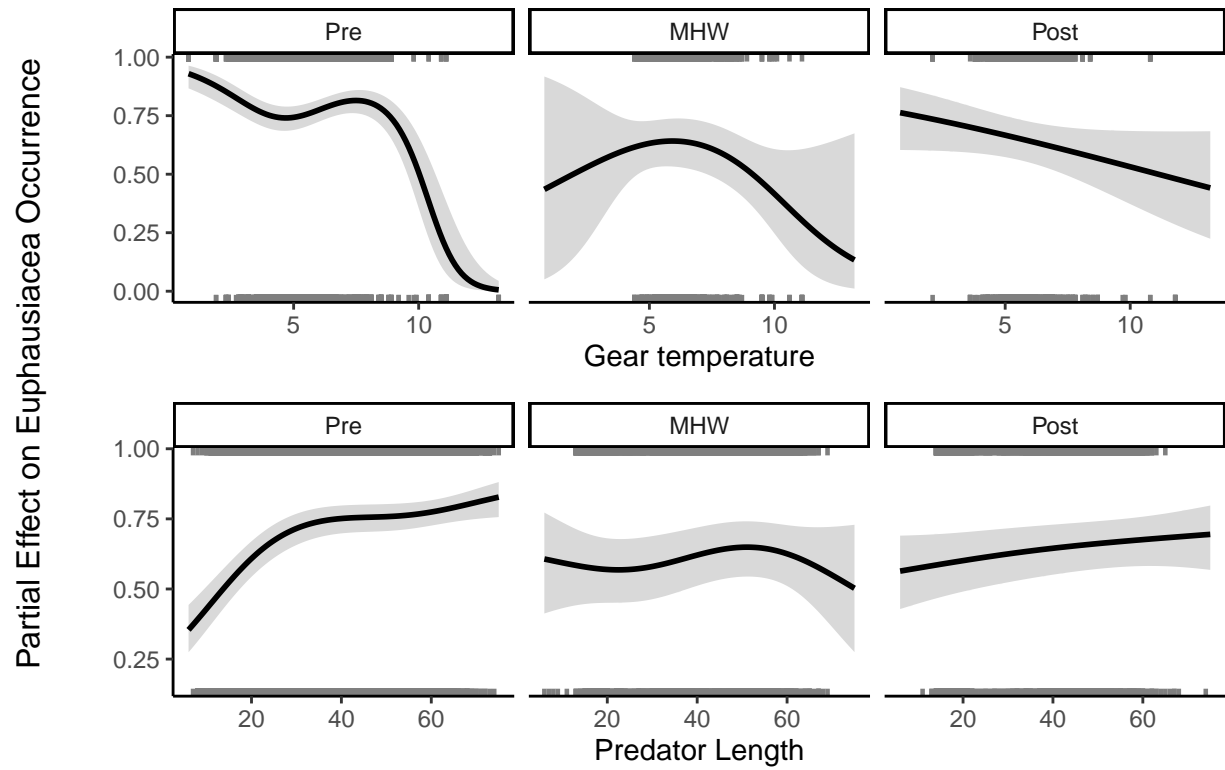 Partial Effect on Euphausiacea Occurrence
Pre MHW Post
1.00
0.75
0.50
0.25
0.00
5 10 5 10 5 10
Gear temperature
Pre MHW Post
1.00
0.75
0.50
0.25
20 40 60 20 40 60 20 40 60
Predator Length